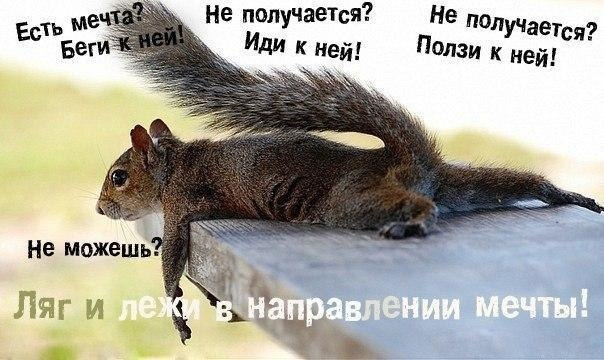 Есть мечта?
Беги к ней!
Не получается?
Иди к ней!
Не получается?
Ползи к ней!
Не можешь?
Ляг и лежи в направлении мечты!